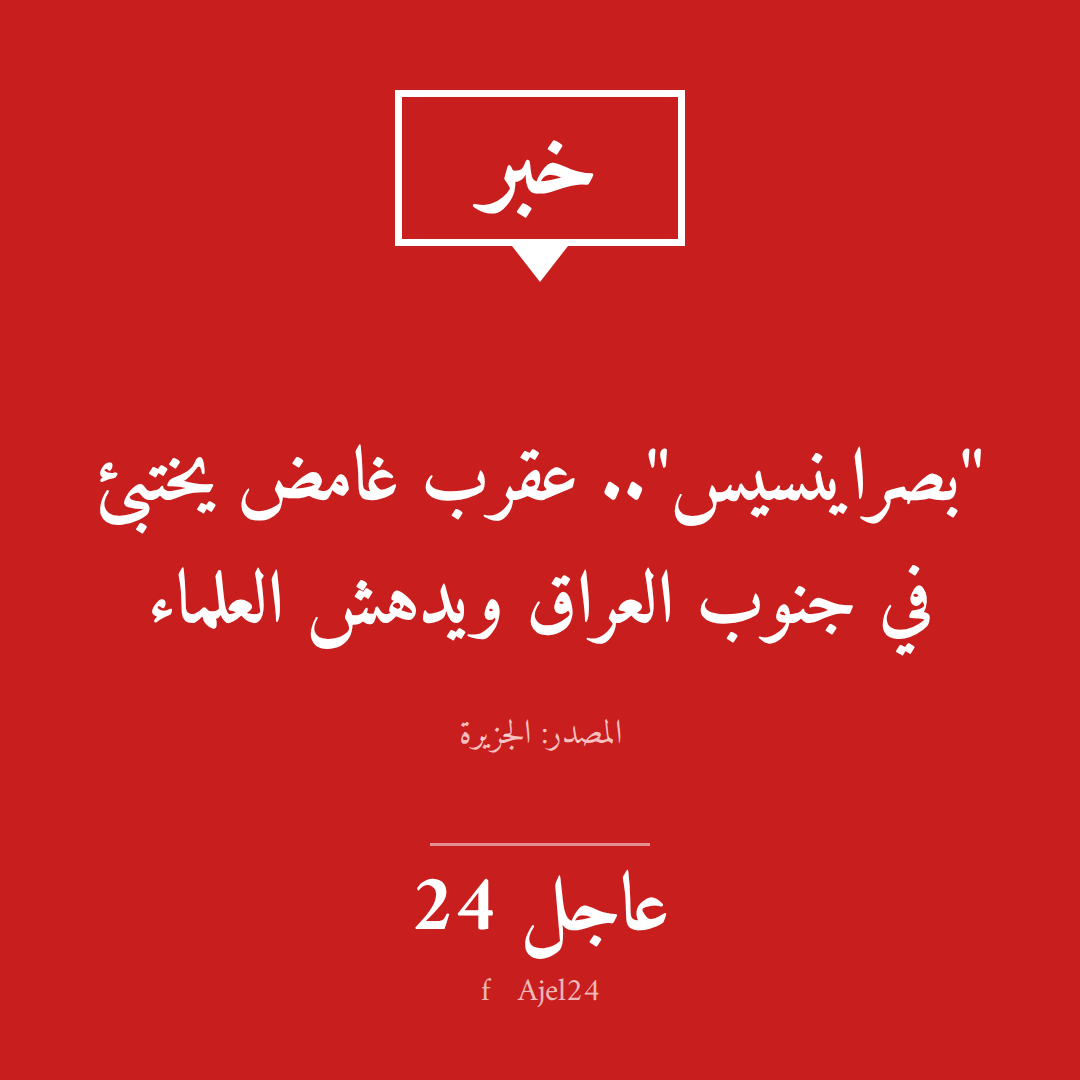 خبر
"بصراينسيس".. عقرب غامض يختبئ
في جنوب العراق ويدهش العلماء
المصدر: الجزيرة
عاجل 24
f Ajel24